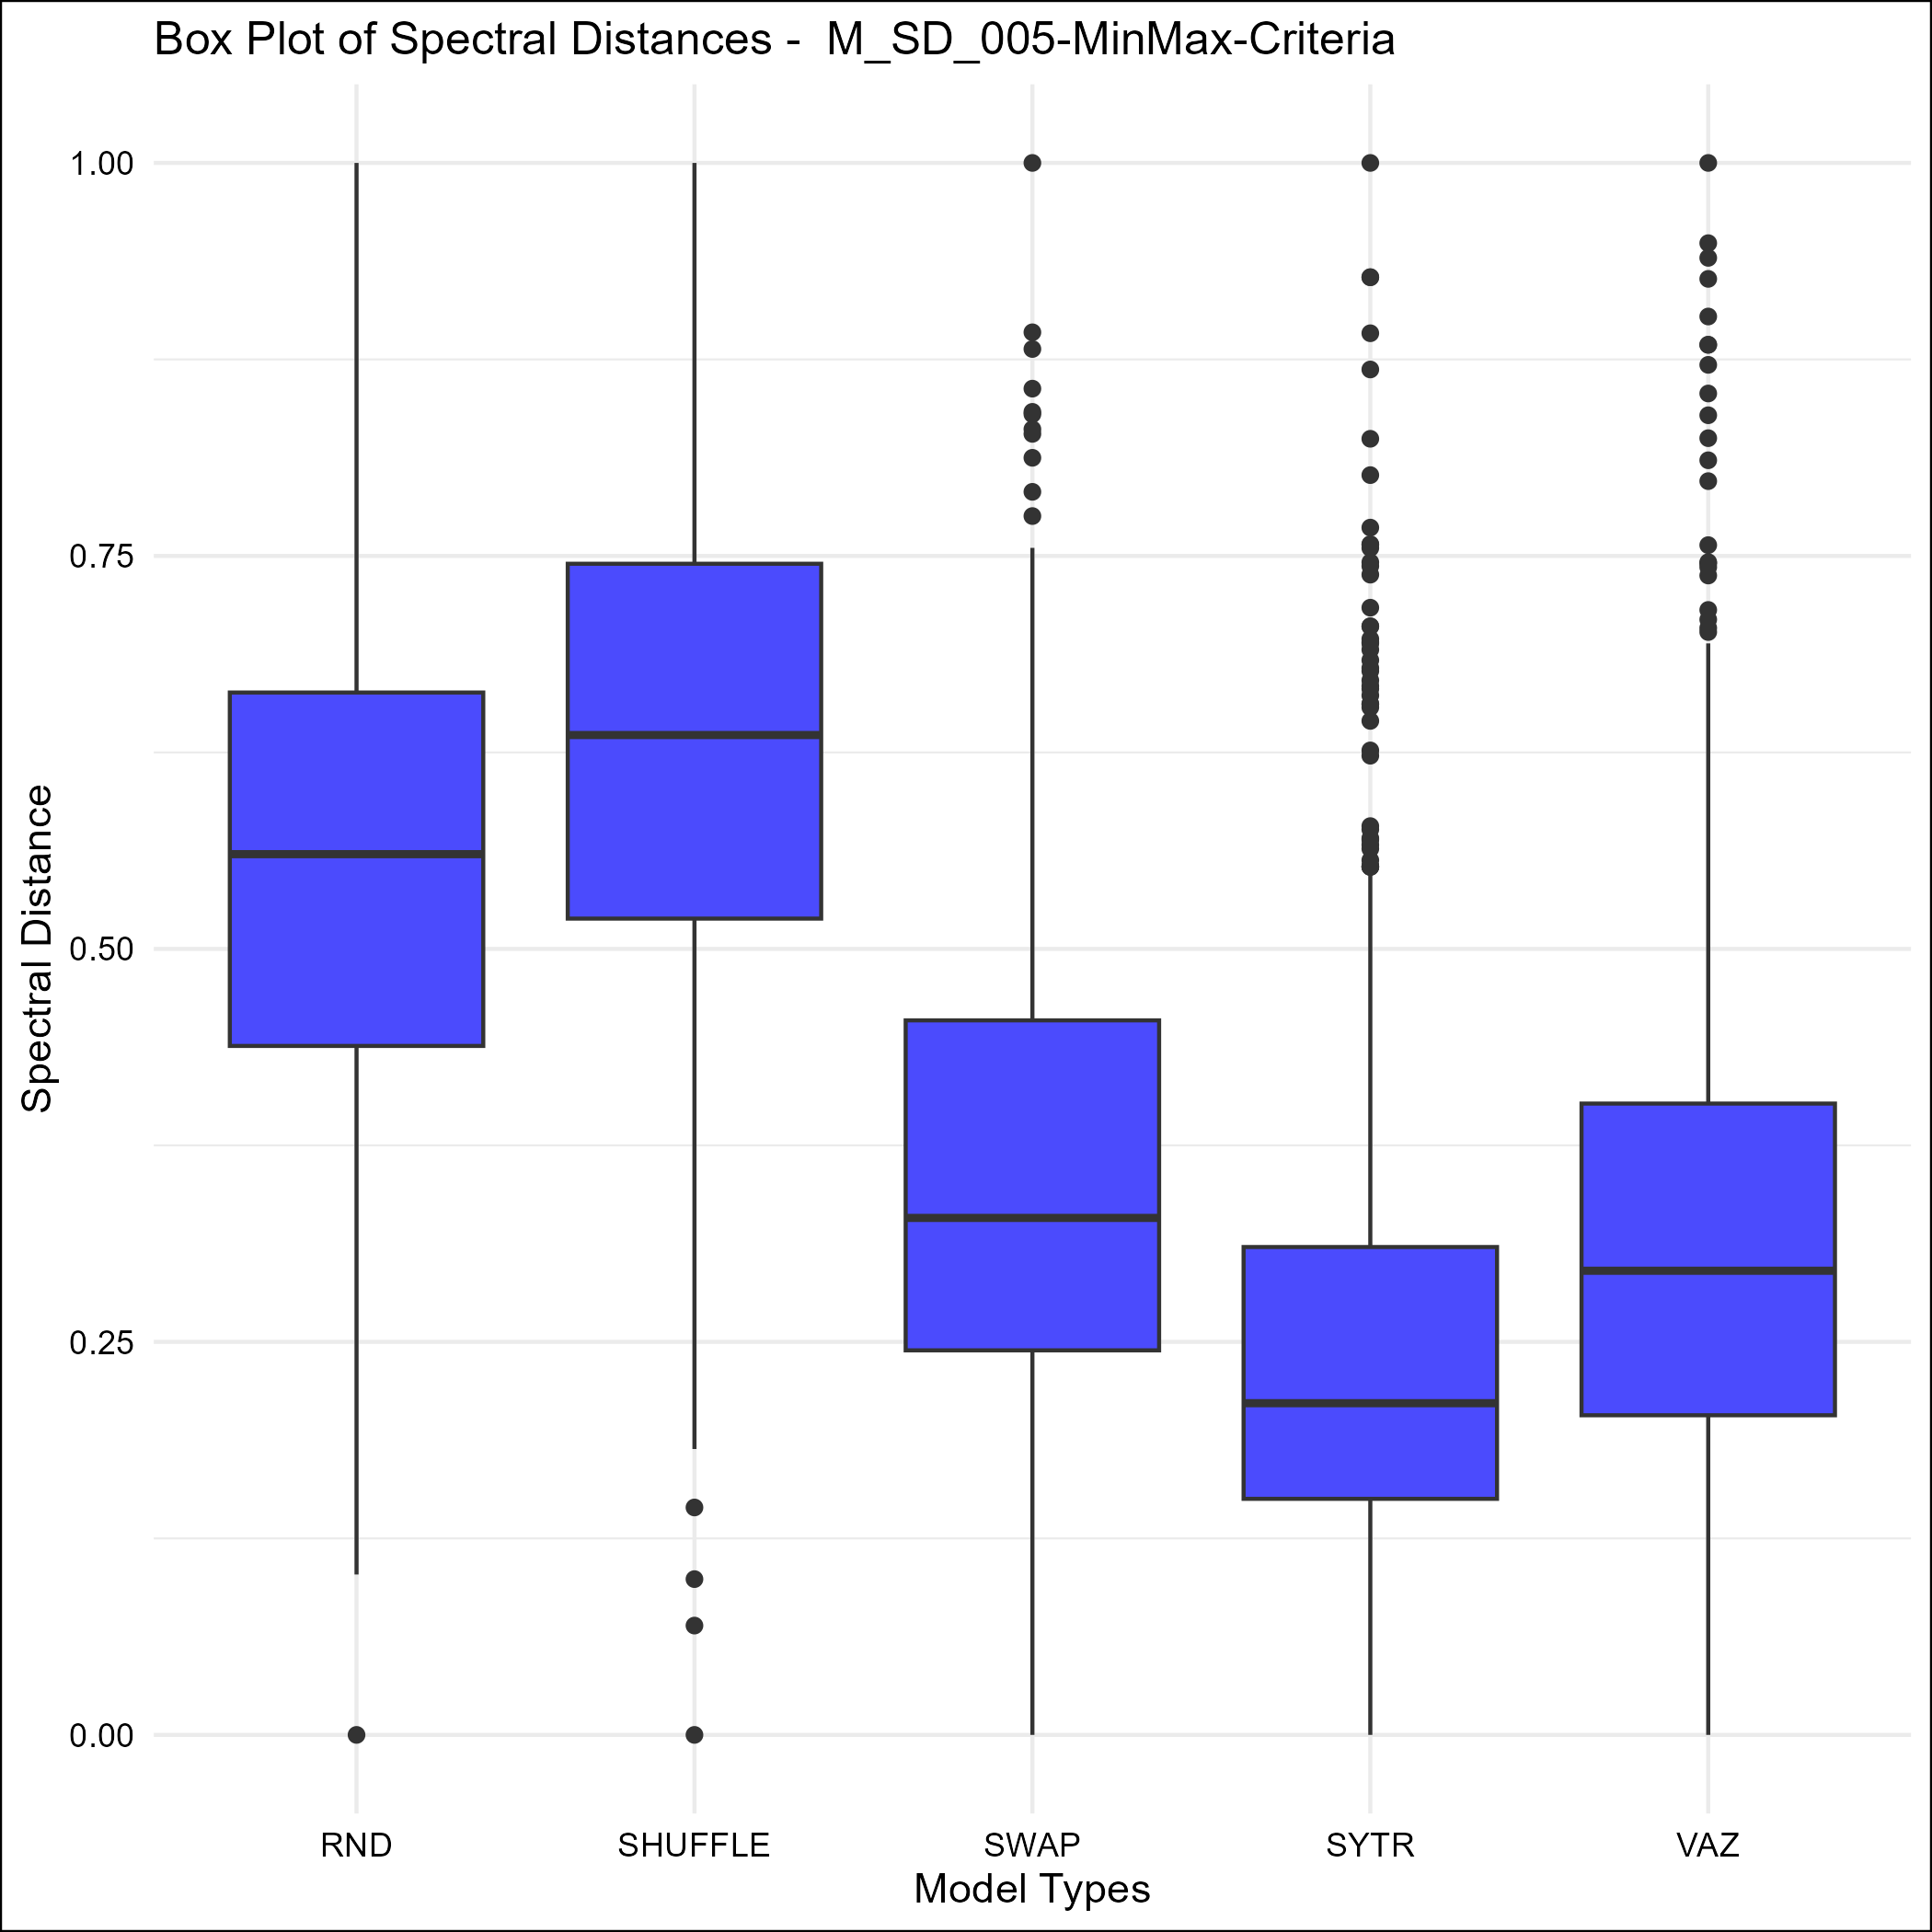 Box Plot of Spectral Distances -  M_SD_005-MinMax-Criteria
Spectral Distance
1.00
0.75
0.50
0.25
0.00
RND SHUFFLE SWAP SYTR VAZ
Model Types